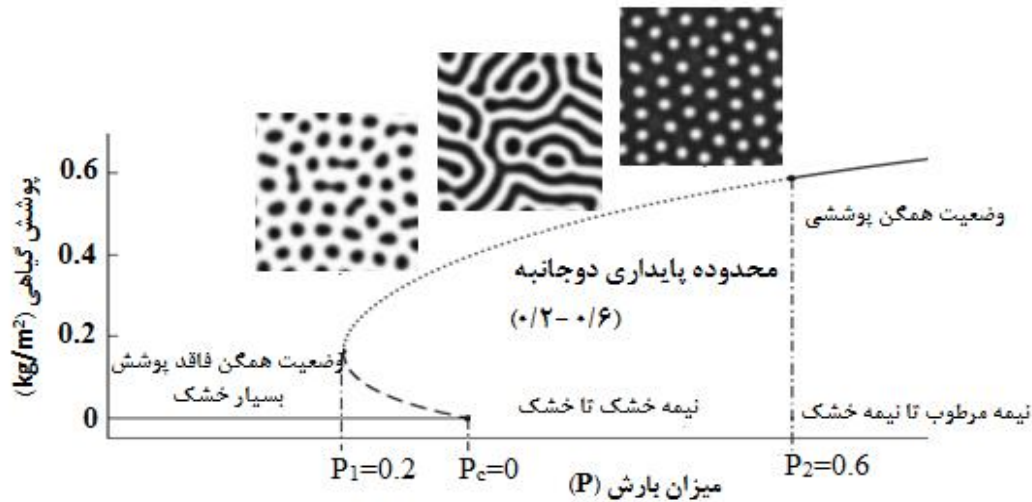 پوشش گیاهی (kg/m²)
0.6
0.4
0.2
0
وضعیت همگن پوششی
محدوده پایداری دوجانبه
(۰/۲-۰/۶)
وضعیت همگن فاقد پوشش
بسیار خشک
نیمه خشک تا خشک
نیمه مرطوب تا نیمه خشک
P₁=0.2
P꜀=0
P₂=0.6
میزان بارش (P)